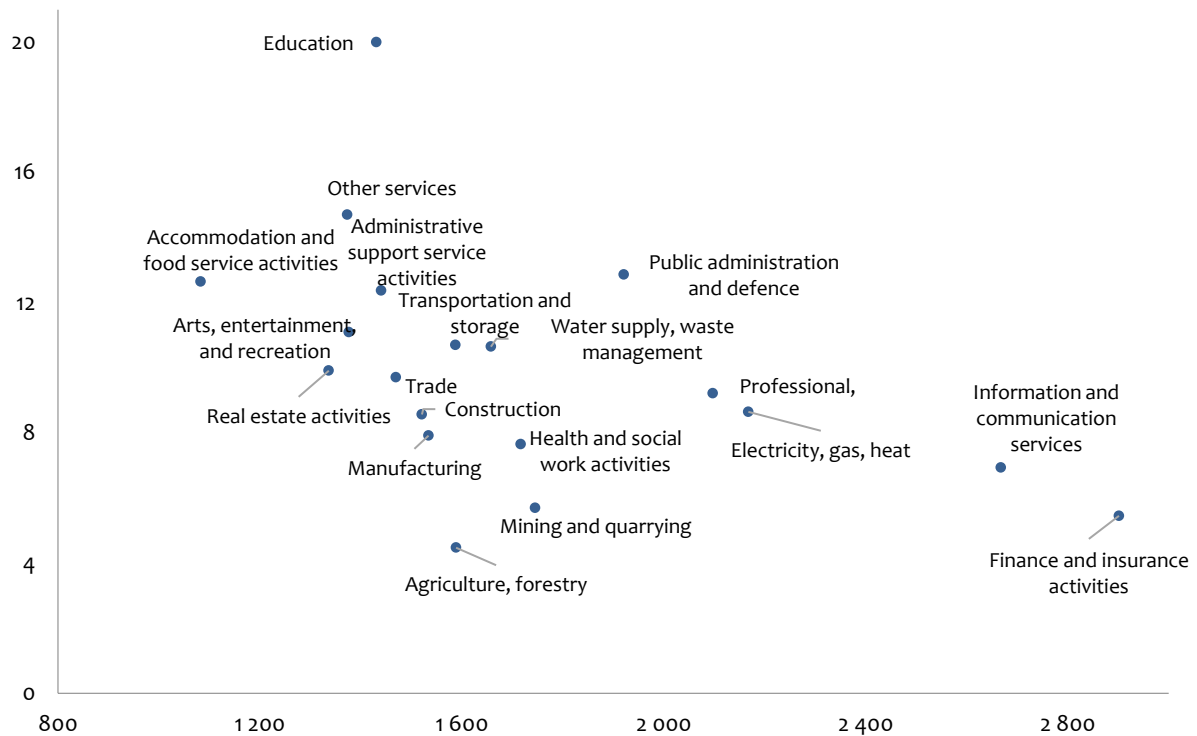 20
Education
16
Other services
Accommodation and
food service activities
Administrative
support service
activities
Public administration
and defence
12
Transportation and
storage
Arts, entertainment,
and recreation
Water supply, waste
management
Real estate activities
Trade
Construction
Professional,
Information and
communication
services
8
Manufacturing
Health and social
work activities
Electricity, gas, heat
Mining and quarrying
4
Agriculture, forestry
Finance and insurance
activities
0
800
1 200
1 600
2 000
2 400
2 800